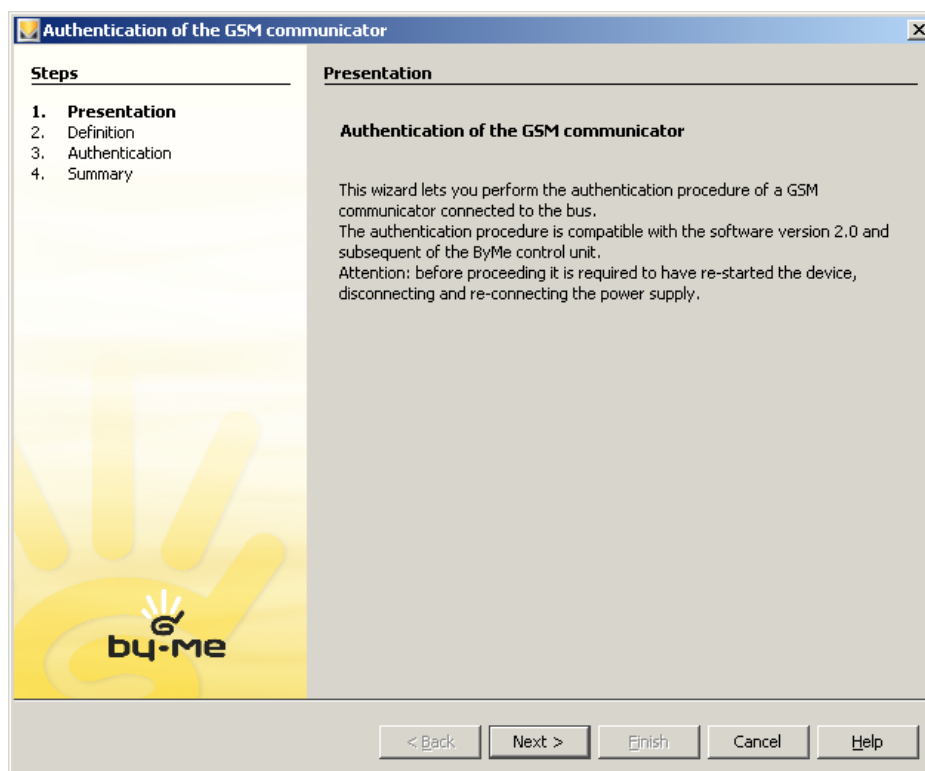 Authentication of the GSM communicator
Steps
1. Presentation
2. Definition
3. Authentication
4. Summary
by-me
Presentation
Authentication of the GSM communicator
This wizard lets you perform the authentication procedure of a GSM
communicator connected to the bus.
The authentication procedure is compatible with the software version 2.0 and
subsequent of the ByMe control unit.
Attention: before proceeding it is required to have re-started the device,
disconnecting and re-connecting the power supply.
< Back Next > Finish Cancel Help